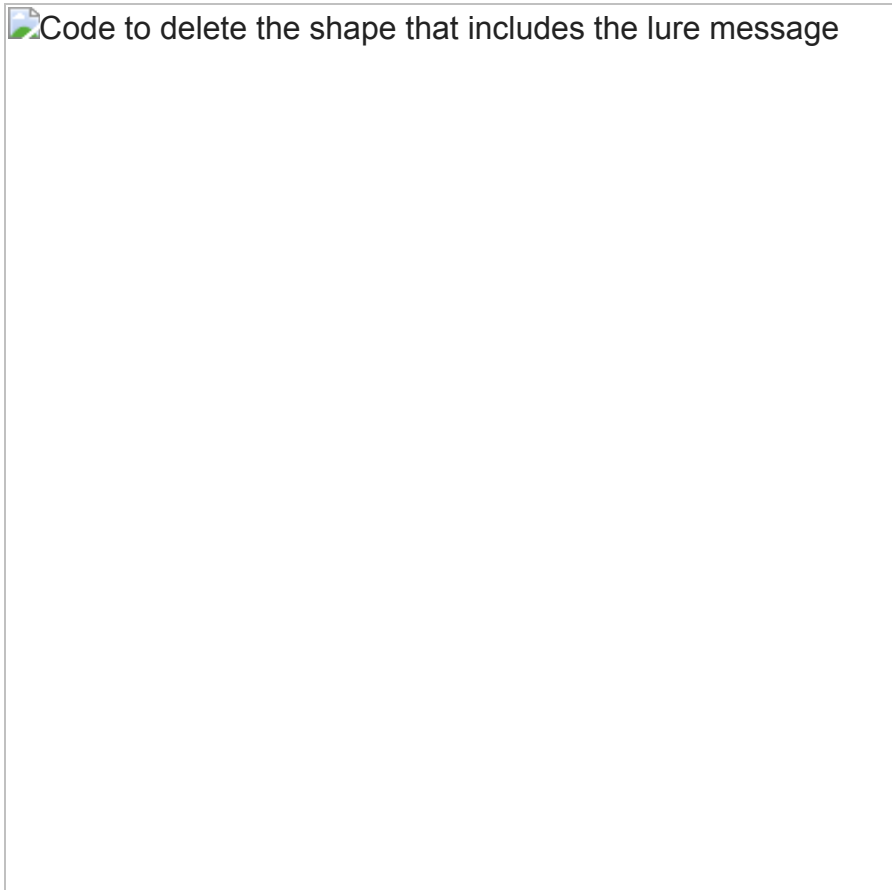 Code to delete the shape that includes the lure message